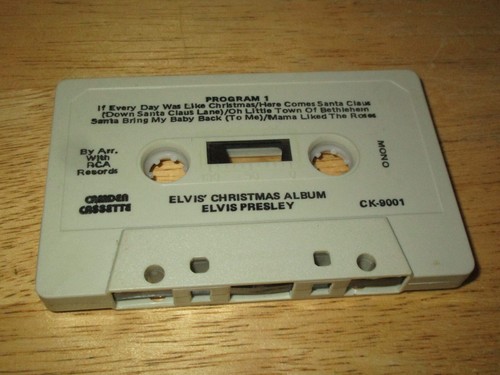 PROGRAM 1
If Every Day Was Like Christmas/Here Comes Santa Claus
(Down Santa Claus Lane)/Oh Little Town Of Bethlehem
Santa Bring My Baby Back (To Me)/Mama Liked The Roses
By Arr.
With
RCA
Records
MONO
CAMDEN
CASSETTE
ELVIS' CHRISTMAS ALBUM
ELVIS PRESLEY
CK-9001